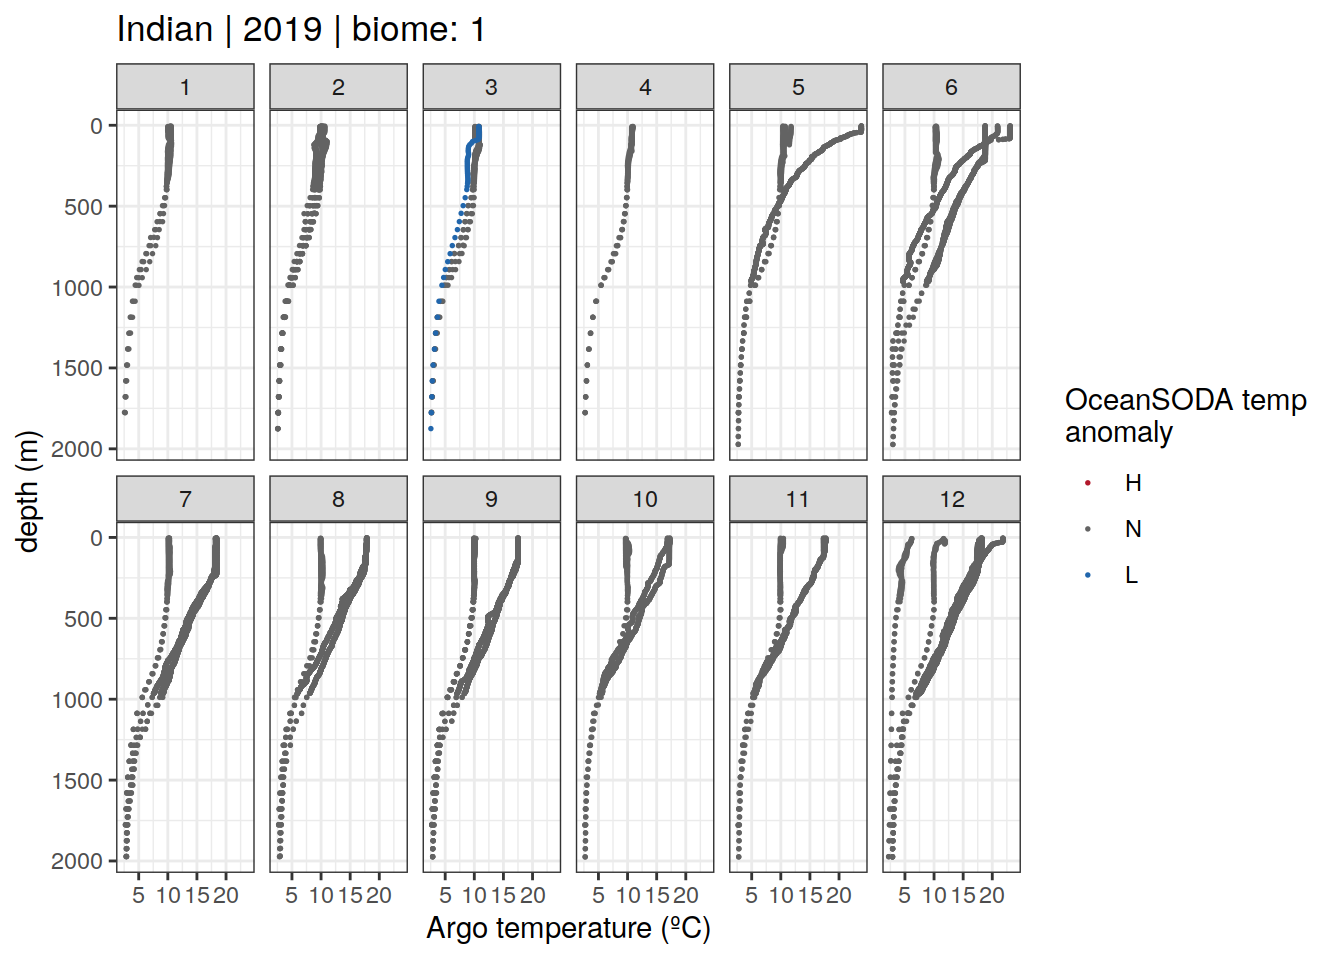 Indian | 2019 | biome: 1
1 2 3 4 5 6
0
500
1000
1500
2000
7 8 9 10 11 12
0
500
1000
1500
2000
5 10 15 20 5 10 15 20 5 10 15 20 5 10 15 20 5 10 15 20 5 10 15 20
Argo temperature (ºC)
depth (m)
OceanSODA temp
anomaly
H
N
L